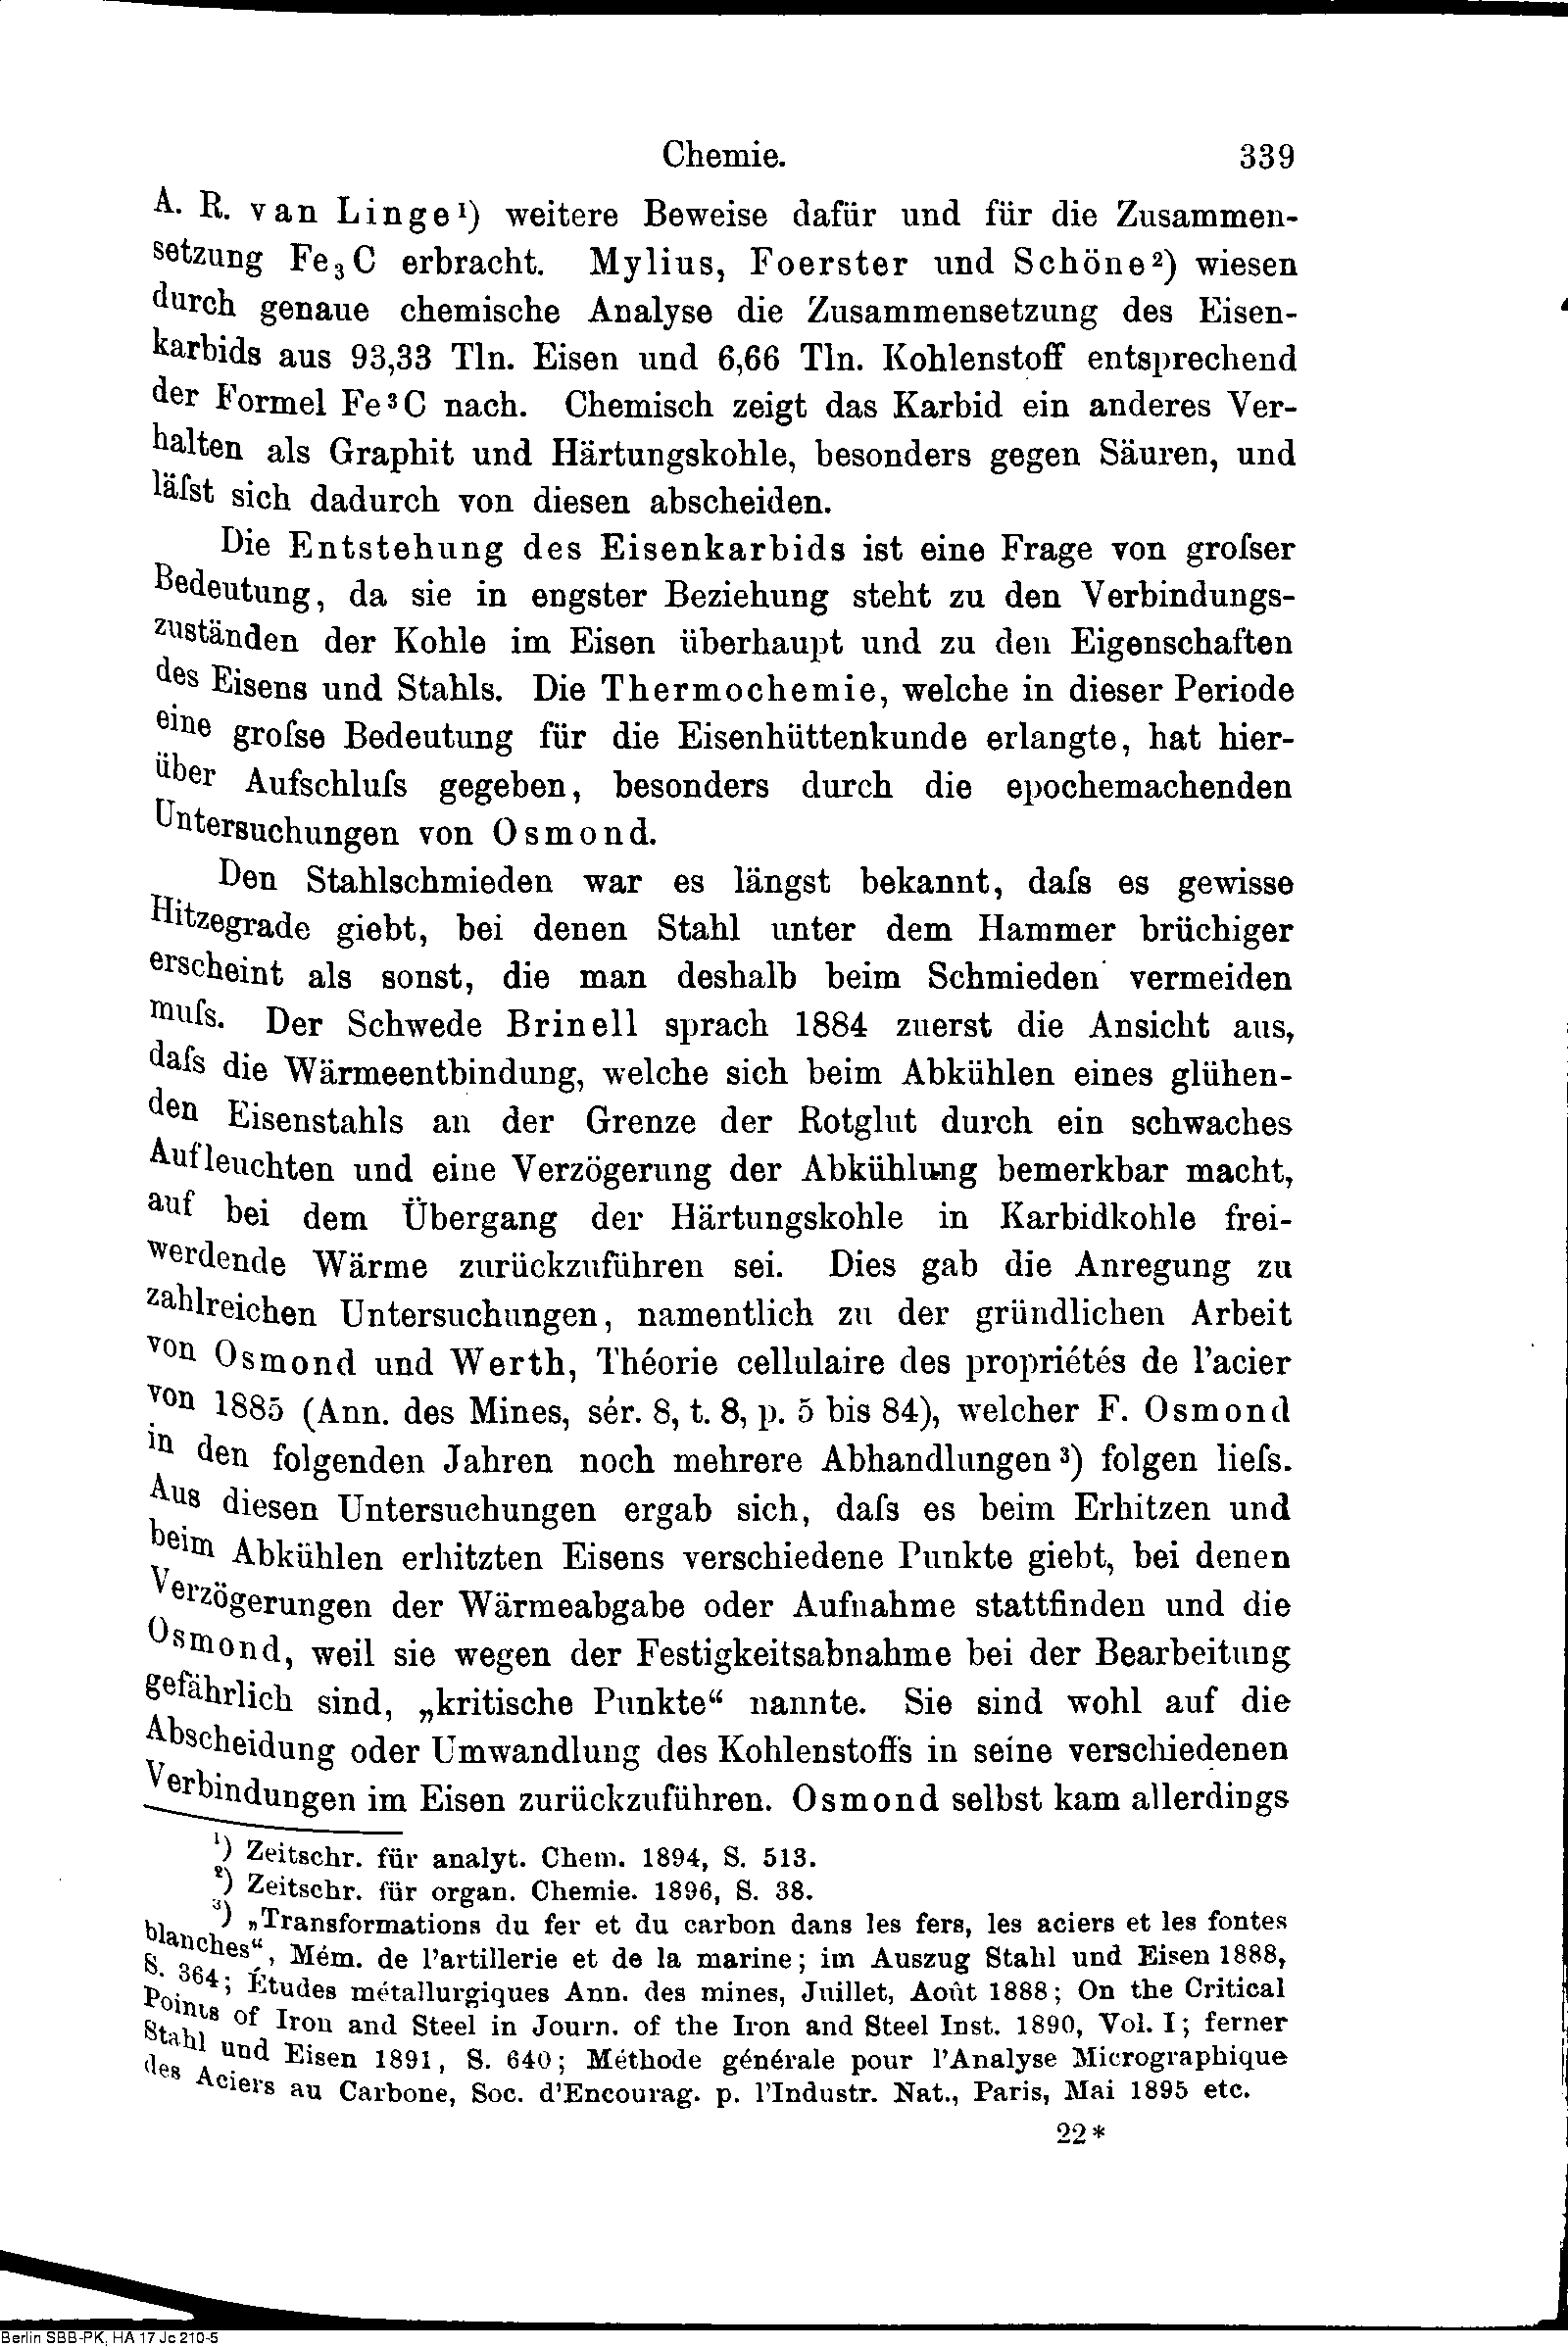 Chemie. 339
A. R. van Linge¹) weitere Beweise dafür und für die Zusammen-
setzung Fe₃C erbracht. Mylius, Foerster und Schöne²) wiesen
durch genaue chemische Analyse die Zusammensetzung des Eisen-
karbids aus 93,33 Tln. Eisen und 6,66 Tln. Kohlenstoff entsprechend
der Formel Fe³C nach. Chemisch zeigt das Karbid ein anderes Ver-
halten als Graphit und Härtungskohle, besonders gegen Säuren, und
läſst sich dadurch von diesen abscheiden.
Die Entstehung des Eisenkarbids ist eine Frage von groſser
Bedeutung, da sie in engster Beziehung steht zu den Verbindungs-
zuständen der Kohle im Eisen überhaupt und zu den Eigenschaften
des Eisens und Stahls. Die Thermochemie, welche in dieser Periode
eine groſse Bedeutung für die Eisenhüttenkunde erlangte, hat hier-
über Aufschluſs gegeben, besonders durch die epochemachenden
Untersuchungen von Osmond.
Den Stahlschmieden war es längst bekannt, daſs es gewisse
Hitzegrade giebt, bei denen Stahl unter dem Hammer brüchiger
erscheint als sonst, die man deshalb beim Schmieden vermeiden
muſs. Der Schwede Brinell sprach 1884 zuerst die Ansicht aus,
daſs die Wärmeentbindung, welche sich beim Abkühlen eines glühen-
den Eisenstahls an der Grenze der Rotglut durch ein schwaches
Aufleuchten und eine Verzögerung der Abkühlung bemerkbar macht,
auf bei dem Übergang der Härtungskohle in Karbidkohle frei-
werdende Wärme zurückzuführen sei. Dies gab die Anregung zu
zahlreichen Untersuchungen, namentlich zu der gründlichen Arbeit
von Osmond und Werth, Théorie cellulaire des propriétés de l'acier
von 1885 (Ann. des Mines, sér. 8, t. 8, p. 5 bis 84), welcher F. Osmond
in den folgenden Jahren noch mehrere Abhandlungen³) folgen lieſs.
Aus diesen Untersuchungen ergab sich, daſs es beim Erhitzen und
beim Abkühlen erhitzten Eisens verschiedene Punkte giebt, bei denen
Verzögerungen der Wärmeabgabe oder Aufnahme stattfinden und die
Osmond, weil sie wegen der Festigkeitsabnahme bei der Bearbeitung
gefährlich sind, „kritische Punkte“ nannte. Sie sind wohl auf die
Abscheidung oder Umwandlung des Kohlenstoffs in seine verschiedenen
Verbindungen im Eisen zurückzuführen. Osmond selbst kam allerdings
¹) Zeitschr. für analyt. Chem. 1894, S. 513.
²) Zeitschr. für organ. Chemie. 1896, S. 38.
³) „Transformations du fer et du carbon dans les fers, les aciers et les fontes
blanches“, Mém. de l'artillerie et de la marine; im Auszug Stahl und Eisen 1888,
S. 364; Études métallurgiques Ann. des mines, Juillet, Août 1888; On the Critical
Points of Iron and Steel in Journ. of the Iron and Steel Inst. 1890, Vol. I; ferner
Stahl und Eisen 1891, S. 640; Méthode générale pour l'Analyse Micrographique
des Aciers au Carbone, Soc. d'Encourag. p. l'Industr. Nat., Paris, Mai 1895 etc.
22*
Berlin SBB-PK, HA 17 Jc 210-5